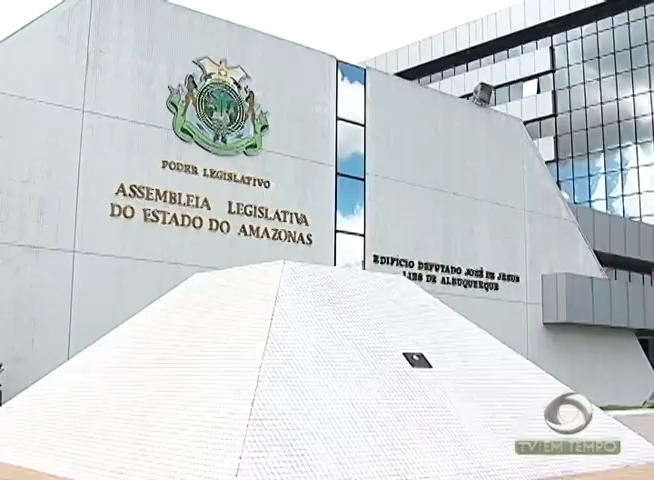 PODER LEGISLATIVO
ASSEMBLEIA LEGISLATIVA
DO ESTADO DO AMAZONAS
EDIFÍCIO DEPUTADO JOSÉ DE JESUS
LINS DE ALBUQUERQUE
TV EM TEMPO